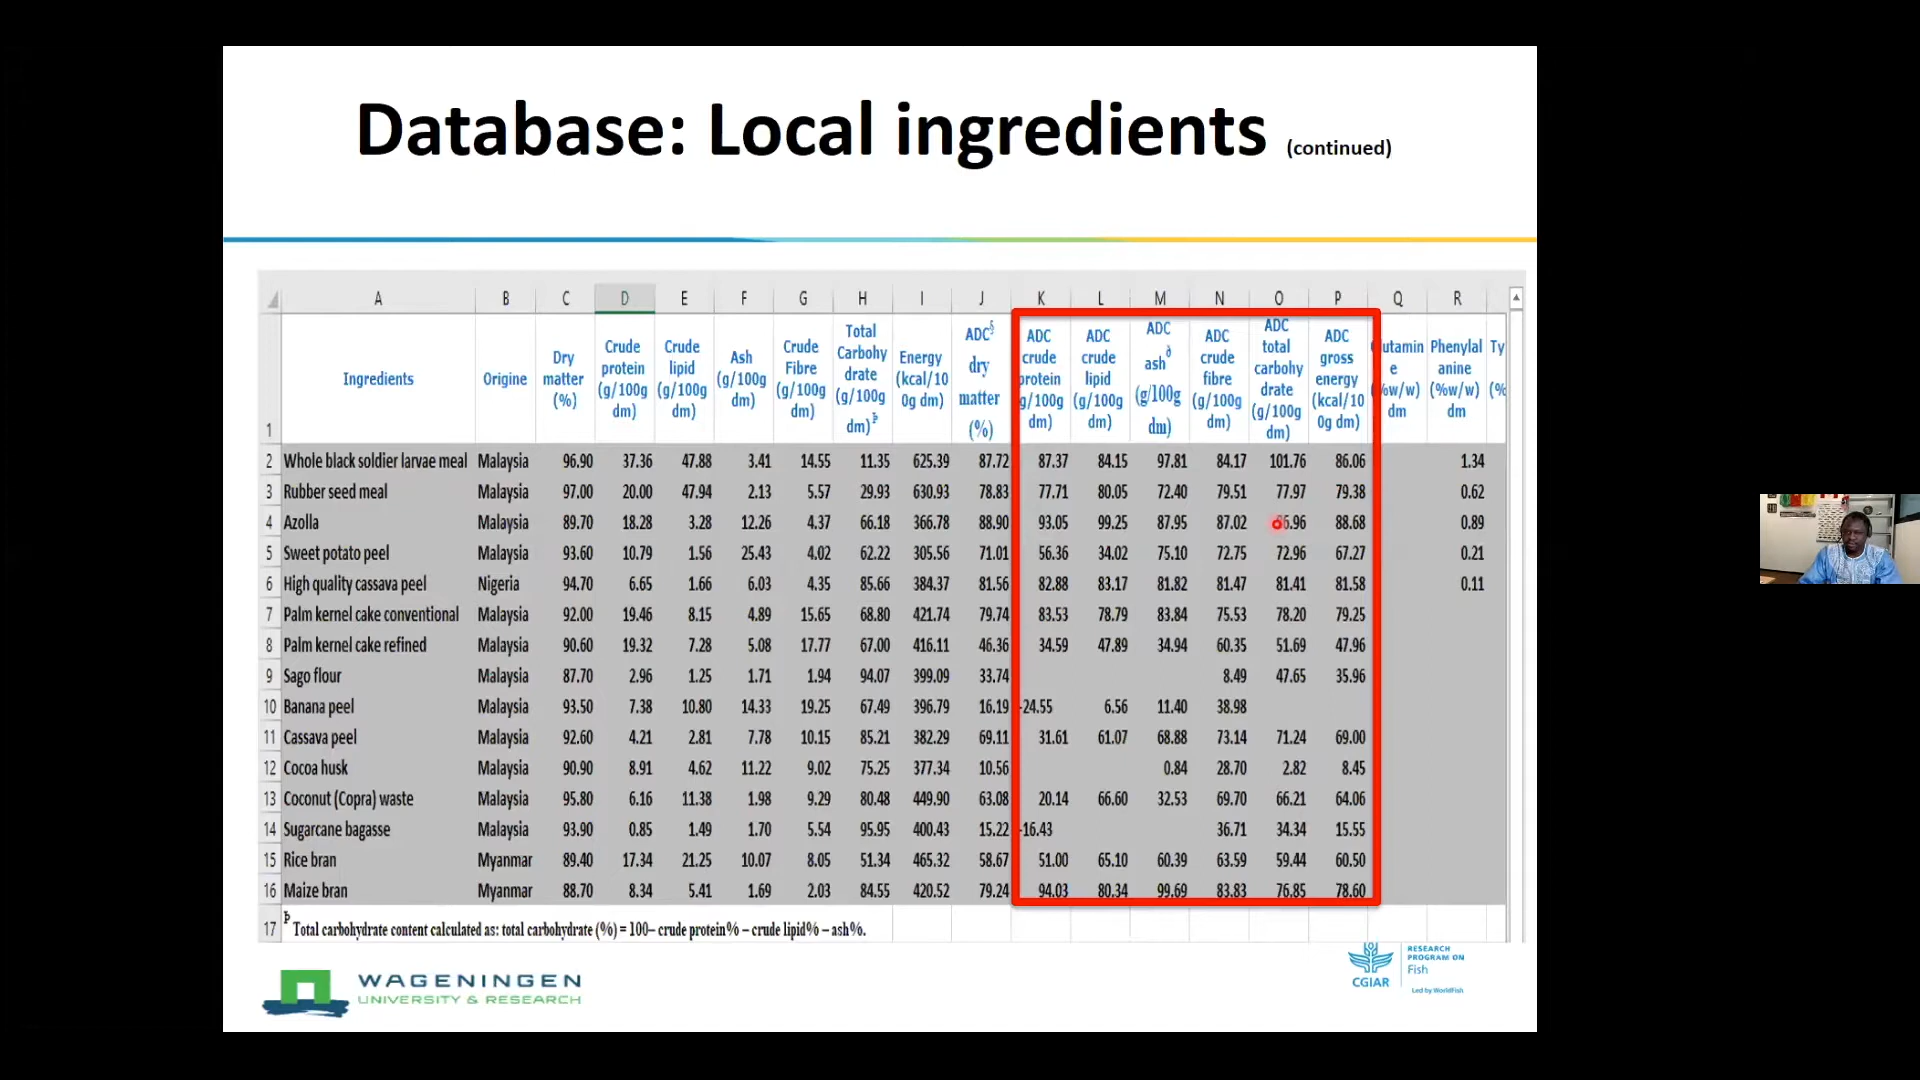 Database: Local ingredients (continued)
A B C D E F G H I J K L M N O P Q R
1 Ingredients Origine Dry matter (%) Crude protein (g/100g dm) Crude lipid (g/100g dm) Ash (g/100g dm) Crude Fibre (g/100g dm) Total Carbohy drate (g/100g dm)Þ Energy (kcal/10 0g dm) ADC§ dry matter (%) ADC crude protein g/100g dm) ADC crude lipid (g/100g dm) ADC ash∂ (g/100g dm) ADC crude fibre (g/100g dm) ADC total carbohy drate (g/100g dm) ADC gross energy (kcal/10 0g dm) utamin e %w/w) dm Phenylal anine (%w/w) dm Ty (%
2 Whole black soldier larvae meal Malaysia 96.90 37.36 47.88 3.41 14.55 11.35 625.39 87.72 87.37 84.15 97.81 84.17 101.76 86.06 1.34
3 Rubber seed meal Malaysia 97.00 20.00 47.94 2.13 5.57 29.93 630.93 78.83 77.71 80.05 72.40 79.51 77.97 79.38 0.62
4 Azolla Malaysia 89.70 18.28 3.28 12.26 4.37 66.18 366.78 88.90 93.05 99.25 87.95 87.02 88.68 0.89
5 Sweet potato peel Malaysia 93.60 10.79 1.56 25.43 4.02 62.22 305.56 71.01 56.36 34.02 75.10 72.75 72.96 67.27 0.21
6 High quality cassava peel Nigeria 94.70 6.65 1.66 6.03 4.35 85.66 384.37 81.56 82.88 83.17 81.82 81.47 81.41 81.58 0.11
7 Palm kernel cake conventional Malaysia 92.00 19.46 8.15 4.89 15.65 68.80 421.74 79.74 83.53 78.79 83.84 75.53 78.20 79.25
8 Palm kernel cake refined Malaysia 90.60 19.32 7.28 5.08 17.77 67.00 416.11 46.36 34.59 47.89 34.94 60.35 51.69 47.96
9 Sago flour Malaysia 87.70 2.96 1.25 1.71 1.94 94.07 399.09 33.74 8.49 47.65 35.96
10 Banana peel Malaysia 93.50 7.38 10.80 14.33 19.25 67.49 396.79 16.19 -24.55 6.56 11.40 38.98
11 Cassava peel Malaysia 92.60 4.21 2.81 7.78 10.15 85.21 382.29 69.11 31.61 61.07 68.88 73.14 71.24 69.00
12 Cocoa husk Malaysia 90.90 8.91 4.62 11.22 9.02 75.25 377.34 10.56 0.84 28.70 2.82 8.45
13 Coconut (Copra) waste Malaysia 95.80 6.16 11.38 1.98 9.29 80.48 449.90 63.08 20.14 66.60 32.53 69.70 66.21 64.06
14 Sugarcane bagasse Malaysia 93.90 0.85 1.49 1.70 5.54 95.95 400.43 15.22 -16.43 36.71 34.34 15.55
15 Rice bran Myanmar 89.40 17.34 21.25 10.07 8.05 51.34 465.32 58.67 51.00 65.10 60.39 63.59 59.44 60.50
16 Maize bran Myanmar 88.70 8.34 5.41 1.69 2.03 84.55 420.52 79.24 94.03 80.34 99.69 83.83 76.85 78.60
17 Þ Total carbohydrate content calculated as: total carbohydrate (%) = 100– crude protein% – crude lipid% – ash%.
WAGENINGEN
UNIVERSITY & RESEARCH
CGIAR
RESEARCH
PROGRAM ON
Fish
Led by WorldFish